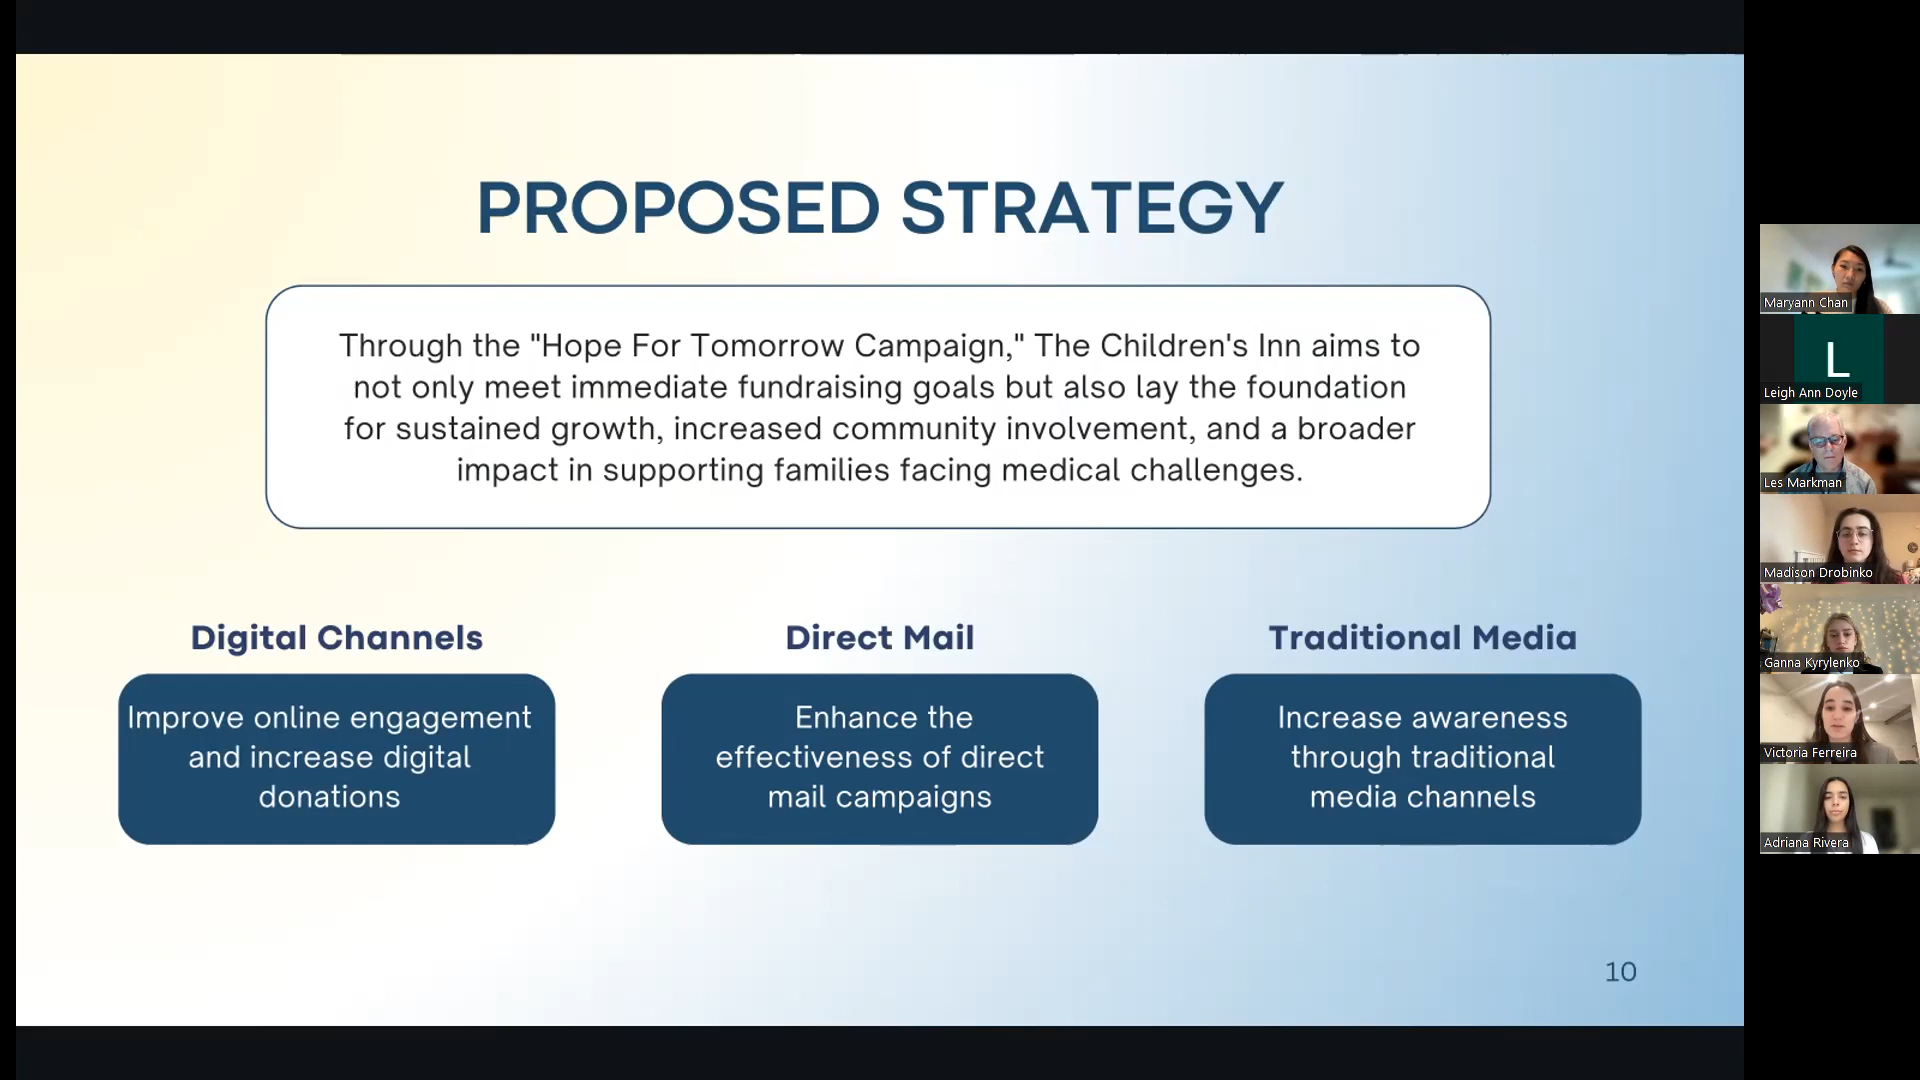 PROPOSED STRATEGY
Through the "Hope For Tomorrow Campaign," The Children's Inn aims to
not only meet immediate fundraising goals but also lay the foundation
for sustained growth, increased community involvement, and a broader
impact in supporting families facing medical challenges.
Digital Channels
Improve online engagement
and increase digital
donations
Direct Mail
Enhance the
effectiveness of direct
mail campaigns
Traditional Media
Increase awareness
through traditional
media channels
10
Maryann Chan
L
Leigh Ann Doyle
Les Markman
Madison Drobinko
Ganna Kyrylenko
Victoria Ferreira
Adriana Rivera